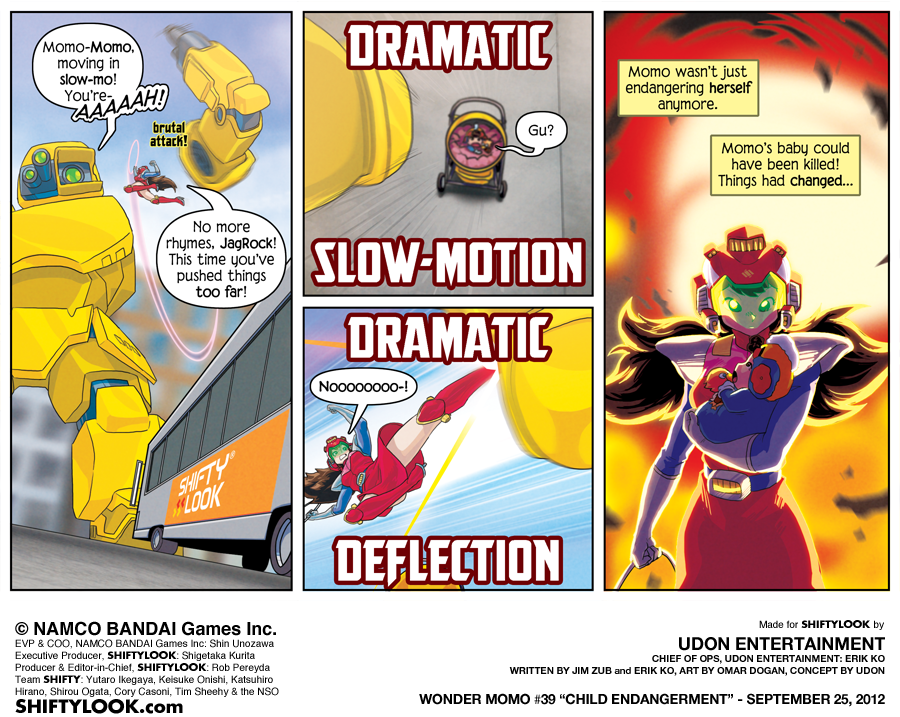 Momo-Momo,
moving in
slow-mo!
You're-
AAAAAH!
brutal
attack!
No more
rhymes, JagRock!
This time you've
pushed things
too far!
SHIFTY
LOOK
DRAMATIC
Gu?
SLOW-MOTION
DRAMATIC
Noooooooo-!
DEFLECTION
Momo wasn't just
endangering herself
anymore.
Momo's baby could
have been killed!
Things had changed...
© NAMCO BANDAI Games Inc.
EVP & COO, NAMCO BANDAI Games Inc: Shin Unozawa
Executive Producer, SHIFTYLOOK: Shigetaka Kurita
Producer & Editor-in-Chief, SHIFTYLOOK: Rob Pereyda
Team SHIFTY: Yutaro Ikegaya, Keisuke Onishi, Katsuhiro
Hirano, Shirou Ogata, Cory Casoni, Tim Sheehy & the NSO
SHIFTYLOOK.com
Made for SHIFTYLOOK by
UDON ENTERTAINMENT
CHIEF OF OPS, UDON ENTERTAINMENT: ERIK KO
WRITTEN BY JIM ZUB and ERIK KO, ART BY OMAR DOGAN, CONCEPT BY UDON
WONDER MOMO #39 "CHILD ENDANGERMENT" - SEPTEMBER 25, 2012